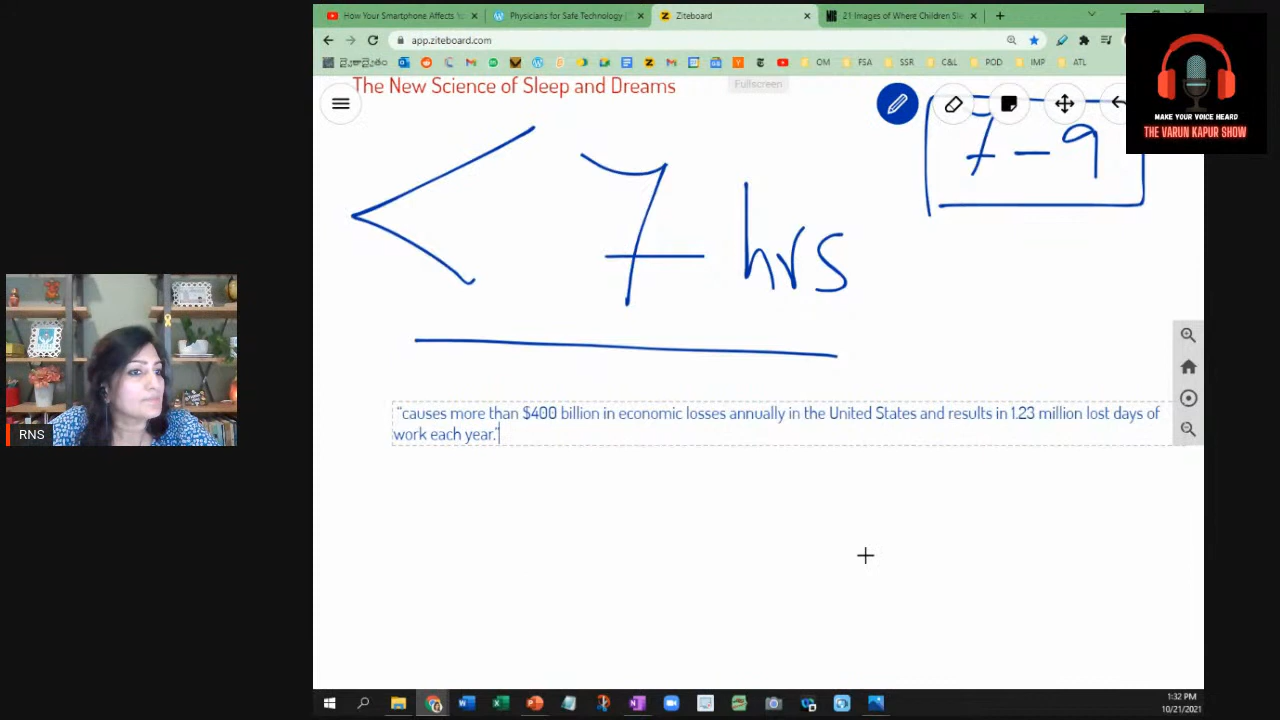 How Your Smartphone Affects
Physicians for Safe Technology |
Ziteboard
21 Images of Where Children Sle
app.ziteboard.com
OM
FSA
SSR
C&L
POD
IMP
ATL
The New Science of Sleep and Dreams
Fullscreen
7 - 9
MAKE YOUR VOICE HEARD
THE VARUN KAPUR SHOW
< 7 hrs
"causes more than $400 billion in economic losses annually in the United States and results in 1.23 million lost days of
work each year."
RNS
1:32 PM
10/21/2021